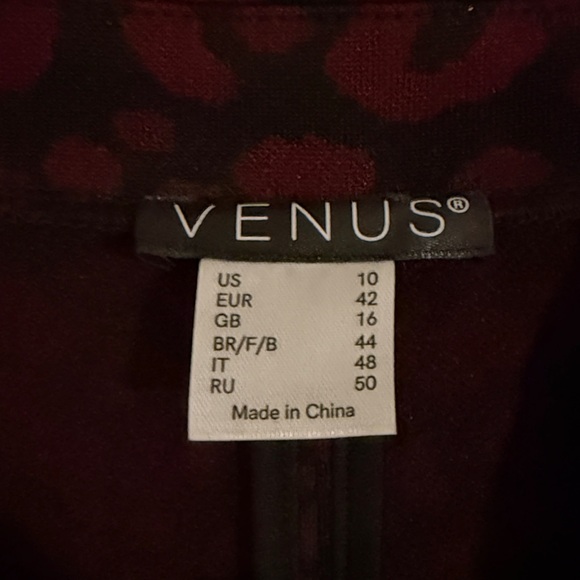 VENUS®
US 10
EUR 42
GB 16
BR/F/B 44
IT 48
RU 50
Made in China